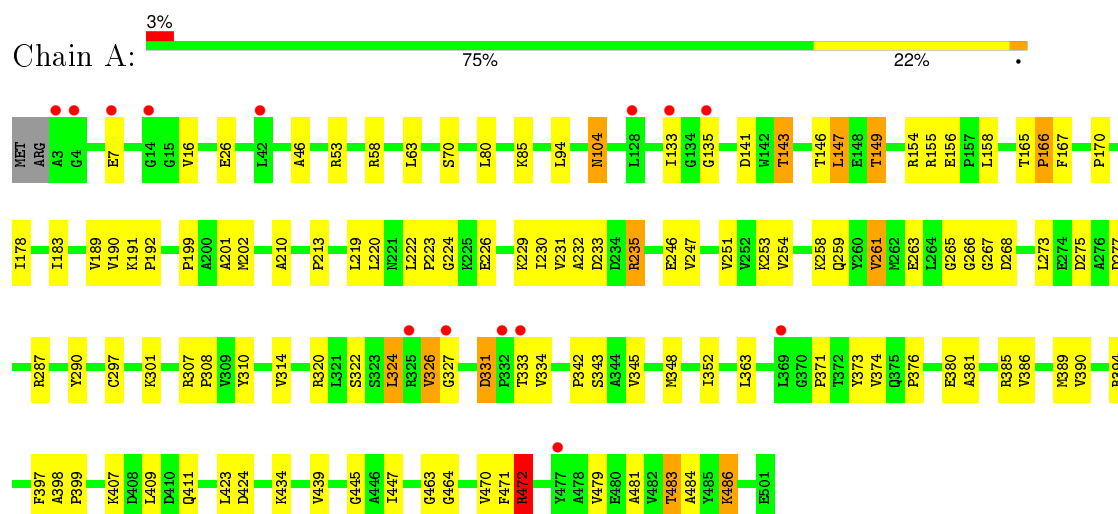 3%
Chain A:
75% 22% •
MET ARG A3 G4 E7 G14 G15 V16 E26 L42 A46 R53 R58 L63 S70 L80 K85 L94 N104 L128 I133 G134 G135 D141 W142 T143 T146 L147 E148 T149 R154 R155 E156 P157 L158 T165 P166 F167 P170
I178 I183 V189 V190 K191 P192 P199 A200 A201 M202 A210 P213 L219 L220 N221 L222 P223 G224 K225 E226 K229 I230 V231 A232 D233 D234 R235 E246 V247 V251 V252 K253 V254 K258 Q259 Y260 V261 M262 E263 L264 G265 G266 G267 D268 L273 E274 D275 A276
R287 Y290 C297 K301 R307 P308 V309 Y310 V314 R320 L321 S322 S323 L324 R325 V326 G327 D331 P332 T333 V334 P342 S343 A344 V345 M348 I352 L363 L369 G370 P371 T372 Y373 V374 Q375 P376 E380 A381 R385 V386 M389 V390
F397 A398 P399 K407 D408 L409 D410 Q411 L423 D424 K434 V439 G445 A446 I447 G463 G464 V470 F471 R472 Y477 A478 V479 E480 A481 V482 T483 A484 Y485 K486 E501